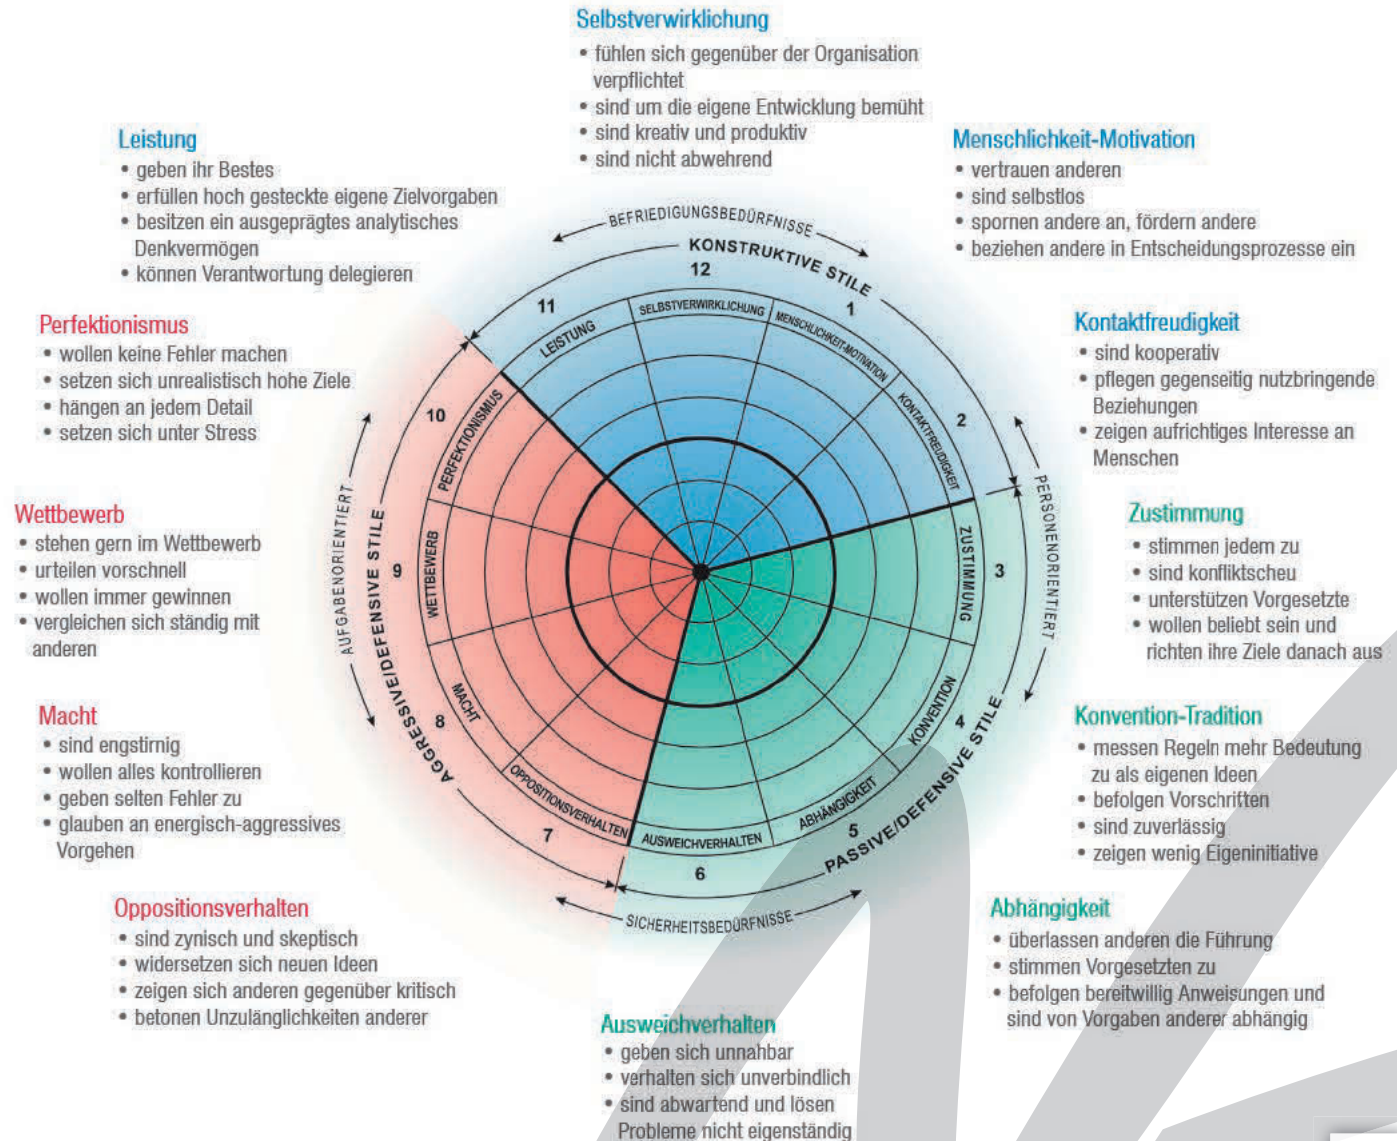 Selbstverwirklichung
• fühlen sich gegenüber der Organisation
verpflichtet
• sind um die eigene Entwicklung bemüht
• sind kreativ und produktiv
• sind nicht abwehrend
Leistung
• geben ihr Bestes
• erfüllen hoch gesteckte eigene Zielvorgaben
• besitzen ein ausgeprägtes analytisches
Denkvermögen
• können Verantwortung delegieren
Menschlichkeit-Motivation
• vertrauen anderen
• sind selbstlos
• spornen andere an, fördern andere
• beziehen andere in Entscheidungsprozesse ein
Perfektionismus
• wollen keine Fehler machen
• setzen sich unrealistisch hohe Ziele
• hängen an jedem Detail
• setzen sich unter Stress
Kontaktfreudigkeit
• sind kooperativ
• pflegen gegenseitig nutzbringende
Beziehungen
• zeigen aufrichtiges Interesse an
Menschen
Wettbewerb
• stehen gern im Wettbewerb
• urteilen vorschnell
• wollen immer gewinnen
• vergleichen sich ständig mit
anderen
Zustimmung
• stimmen jedem zu
• sind konfliktscheu
• unterstützen Vorgesetzte
• wollen beliebt sein und
richten ihre Ziele danach aus
Macht
• sind engstirnig
• wollen alles kontrollieren
• geben selten Fehler zu
• glauben an energisch-aggressives
Vorgehen
Konvention-Tradition
• messen Regeln mehr Bedeutung
zu als eigenen Ideen
• befolgen Vorschriften
• sind zuverlässig
• zeigen wenig Eigeninitiative
Oppositionsverhalten
• sind zynisch und skeptisch
• widersetzen sich neuen Ideen
• zeigen sich anderen gegenüber kritisch
• betonen Unzulänglichkeiten anderer
Abhängigkeit
• überlassen anderen die Führung
• stimmen Vorgesetzten zu
• befolgen bereitwillig Anweisungen und
sind von Vorgaben anderer abhängig
Ausweichverhalten
• geben sich unnahbar
• verhalten sich unverbindlich
• sind abwartend und lösen
Probleme nicht eigenständig
BEFRIEDIGUNGSBEDÜRFNISSE
KONSTRUKTIVE STILE
PERSONENORIENTIERT
PASSIVE/DEFENSIVE STILE
SICHERHEITSBEDÜRFNISSE
AGGRESSIVE/DEFENSIVE STILE
AUFGABENORIENTIERT
12
SELBSTVERWIRKLICHUNG
1
MENSCHLICHKEIT-MOTIVATION
2
KONTAKTFREUDIGKEIT
3
ZUSTIMMUNG
4
KONVENTION
5
ABHÄNGIGKEIT
6
AUSWEICHVERHALTEN
7
OPPOSITIONSVERHALTEN
8
MACHT
9
WETTBEWERB
10
PERFEKTIONISMUS
11
LEISTUNG